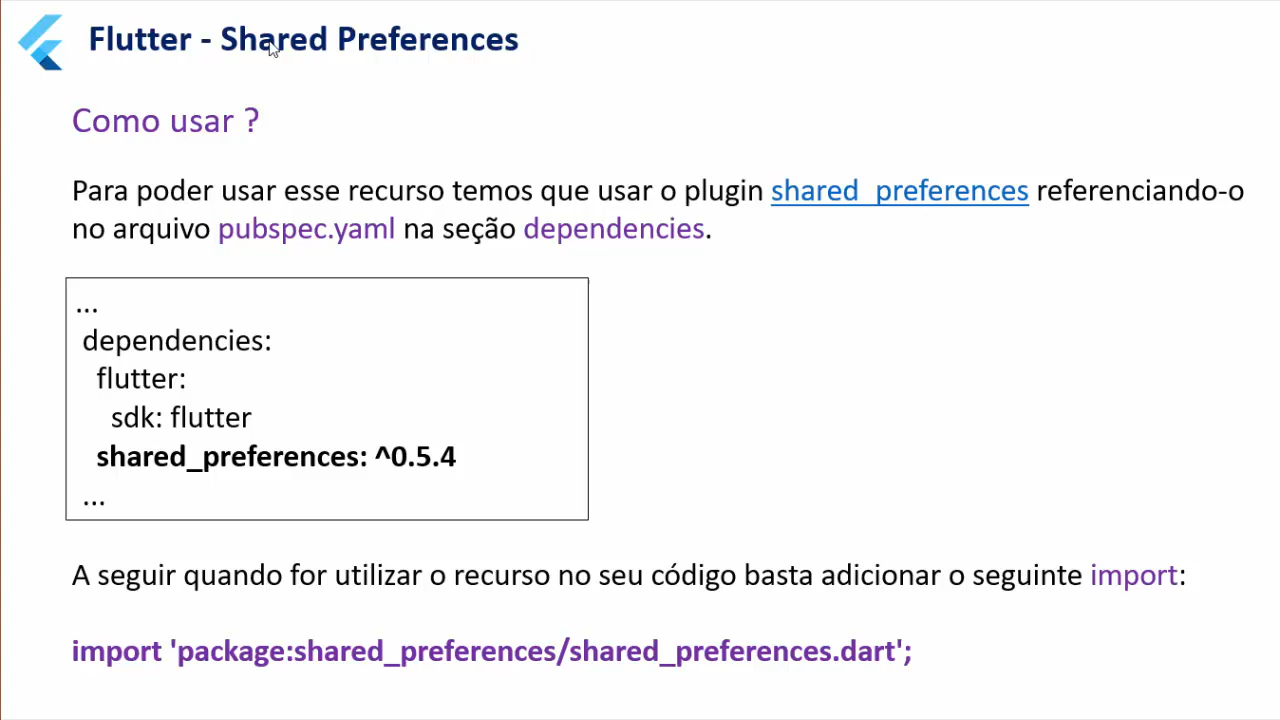 Flutter - Shared Preferences
Como usar ?
Para poder usar esse recurso temos que usar o plugin shared_preferences referenciando-o
no arquivo pubspec.yaml na seção dependencies.
...
dependencies:
flutter:
sdk: flutter
shared_preferences: ^0.5.4
...
A seguir quando for utilizar o recurso no seu código basta adicionar o seguinte import:
import 'package:shared_preferences/shared_preferences.dart';